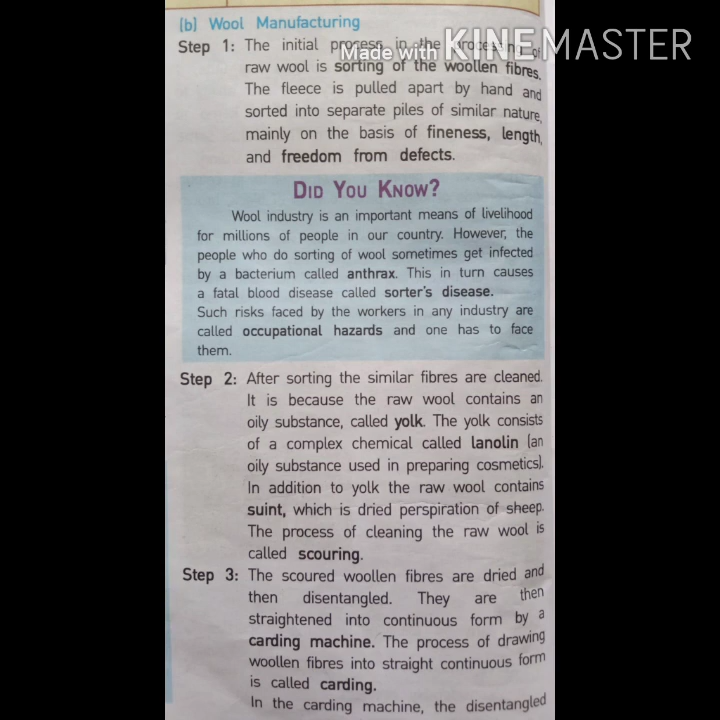 (b) Wool Manufacturing
Made with KINEMASTER
Step 1: The initial process in the processing of
raw wool is sorting of the woollen fibres.
The fleece is pulled apart by hand and
sorted into separate piles of similar nature,
mainly on the basis of fineness, length,
and freedom from defects.
DID YOU KNOW?
Wool industry is an important means of livelihood
for millions of people in our country. However, the
people who do sorting of wool sometimes get infected
by a bacterium called anthrax. This in turn causes
a fatal blood disease called sorter's disease.
Such risks faced by the workers in any industry are
called occupational hazards and one has to face
them.
Step 2: After sorting the similar fibres are cleaned.
It is because the raw wool contains an
oily substance, called yolk. The yolk consists
of a complex chemical called lanolin (an
oily substance used in preparing cosmetics).
In addition to yolk the raw wool contains
suint, which is dried perspiration of sheep.
The process of cleaning the raw wool is
called scouring.
Step 3: The scoured woollen fibres are dried and
then disentangled. They are then
straightened into continuous form by a
carding machine. The process of drawing
woollen fibres into straight continuous form
is called carding.
In the carding machine, the disentangled